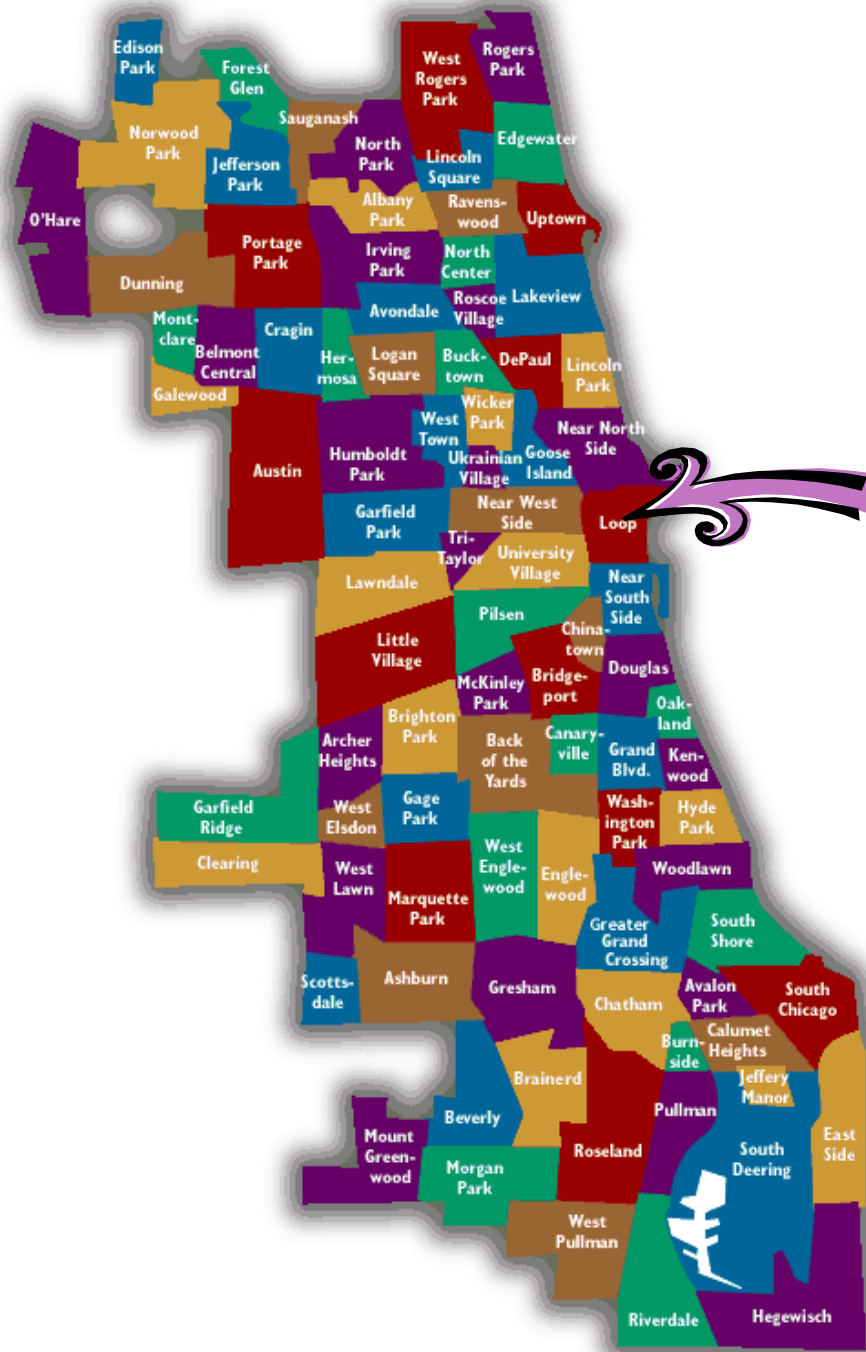 Edison
Park
Forest
Glen
West
Rogers
Park
Rogers
Park
Norwood
Park
Sauganash
North
Park
Edgewater
Jefferson
Park
Lincoln
Square
O'Hare
Albany
Park
Ravens-
wood
Uptown
Portage
Park
Irving
Park
North
Center
Dunning
Avondale
Roscoe
Village
Lakeview
Mont-
clare
Belmont
Central
Cragin
Her-
mosa
Logan
Square
Buck-
town
DePaul
Lincoln
Park
Galewood
Wicker
Park
West
Town
Near North
Side
Austin
Humboldt
Park
Ukrainian
Village
Goose
Island
Garfield
Park
Near West
Side
Loop
Tri-
Taylor
University
Village
Lawndale
Near
South
Side
Pilsen
China-
town
Little
Village
McKinley
Park
Bridge-
port
Douglas
Brighton
Park
Oak-
land
Archer
Heights
Back
of the
Yards
Canary-
ville
Grand
Blvd.
Ken-
wood
Garfield
Ridge
West
Elsdon
Gage
Park
Wash-
ington
Park
Hyde
Park
Clearing
West
Lawn
West
Engle-
wood
Engle-
wood
Woodlawn
Marquette
Park
Greater
Grand
Crossing
South
Shore
Scotts-
dale
Ashburn
Gresham
Chatham
Avalon
Park
South
Chicago
Burn-
side
Calumet
Heights
Brainerd
Jeffery
Manor
Beverly
Pullman
Mount
Green-
wood
Roseland
South
Deering
East
Side
Morgan
Park
West
Pullman
Riverdale
Hegewisch